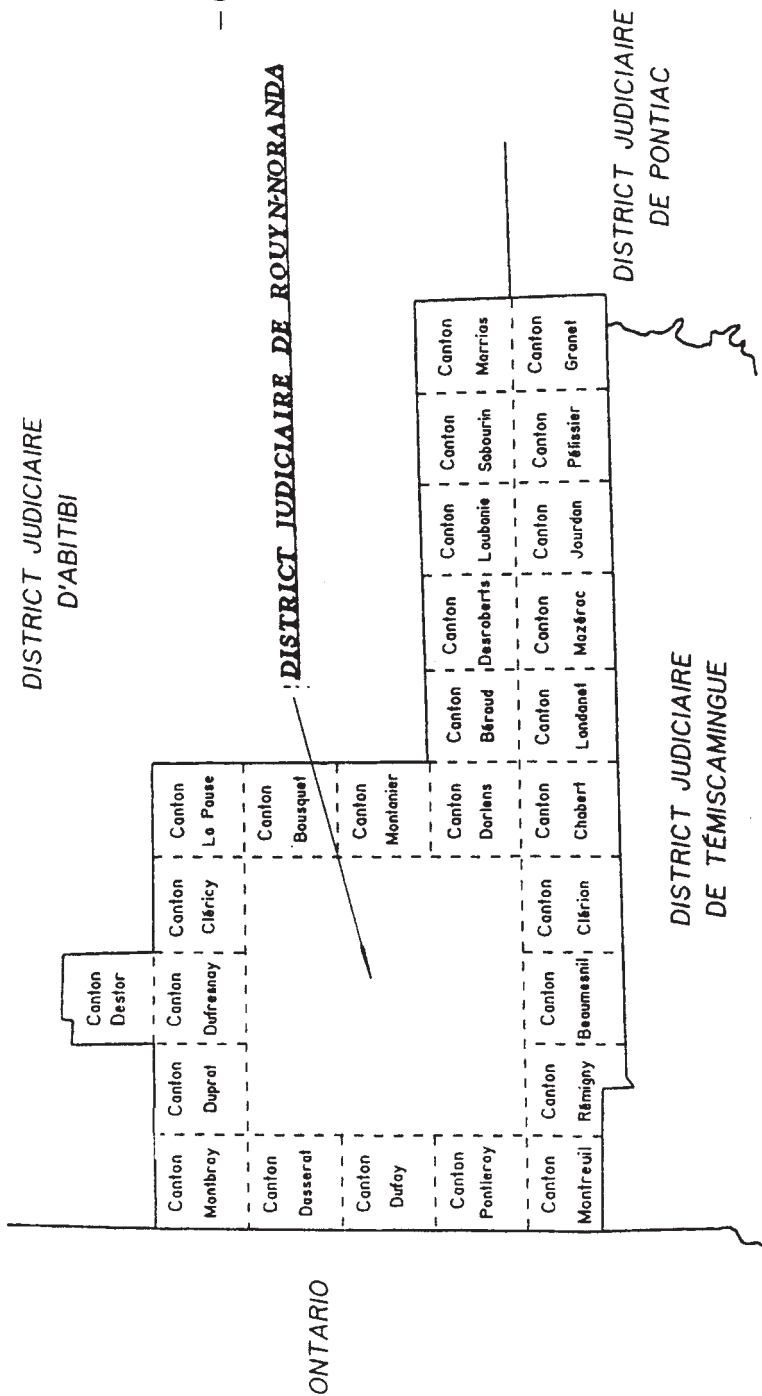 DISTRICT JUDICIAIRE
D'ABITIBI
Canton
Destor
Canton
Montbray
Canton
Duprat
Canton
Dufresnay
Canton
Cléricy
Canton
La Pause
DISTRICT JUDICIAIRE DE ROUYN-NORANDA
Canton
Dasserat
Canton
Bousquet
ONTARIO
Canton
Dufay
Canton
Montanier
Canton
Pontleroy
Canton
Darlens
Canton
Béraud
Canton
Desroberts
Canton
Laubanie
Canton
Sabourin
Canton
Marrias
Canton
Montreuil
Canton
Rémigny
Canton
Beaumesnil
Canton
Clérion
Canton
Chabert
Canton
Landanet
Canton
Mazérac
Canton
Jourdan
Canton
Pélissier
Canton
Granet
DISTRICT JUDICIAIRE
DE PONTIAC
DISTRICT JUDICIAIRE
DE TÉMISCAMINGUE